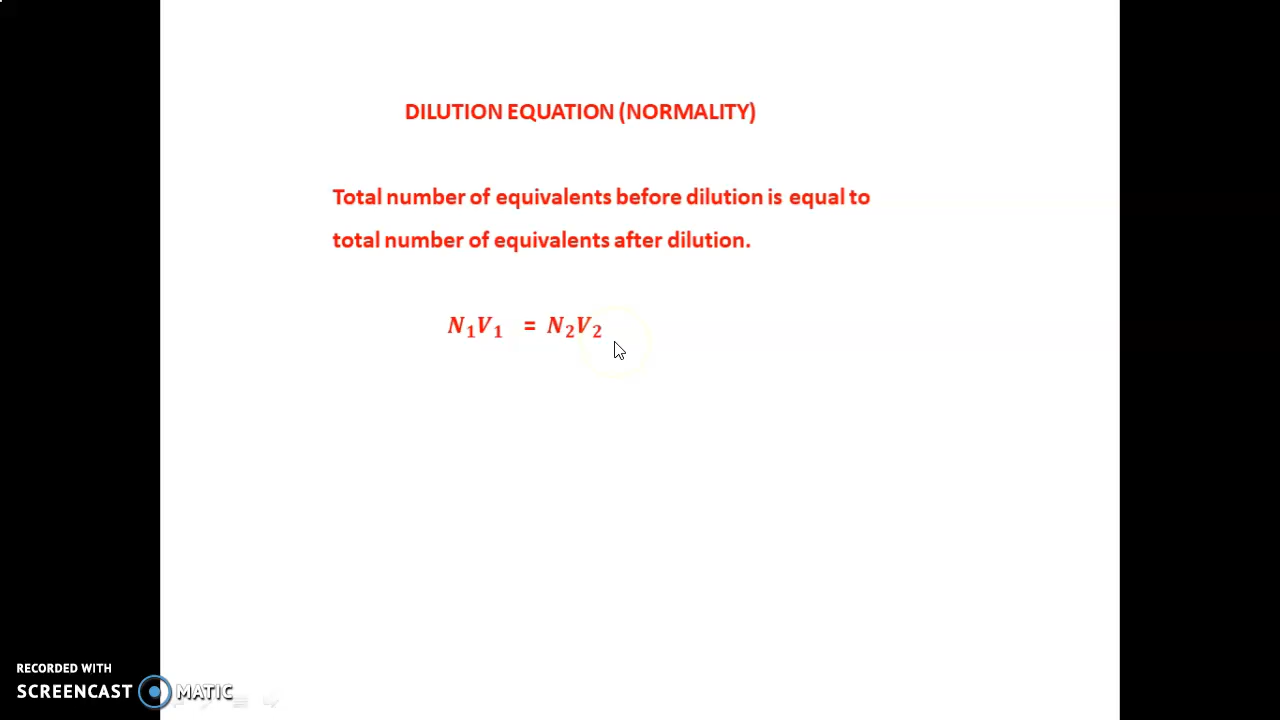 DILUTION EQUATION (NORMALITY)
Total number of equivalents before dilution is equal to
total number of equivalents after dilution.
N₁V₁ = N₂V₂
RECORDED WITH
SCREENCAST MATIC